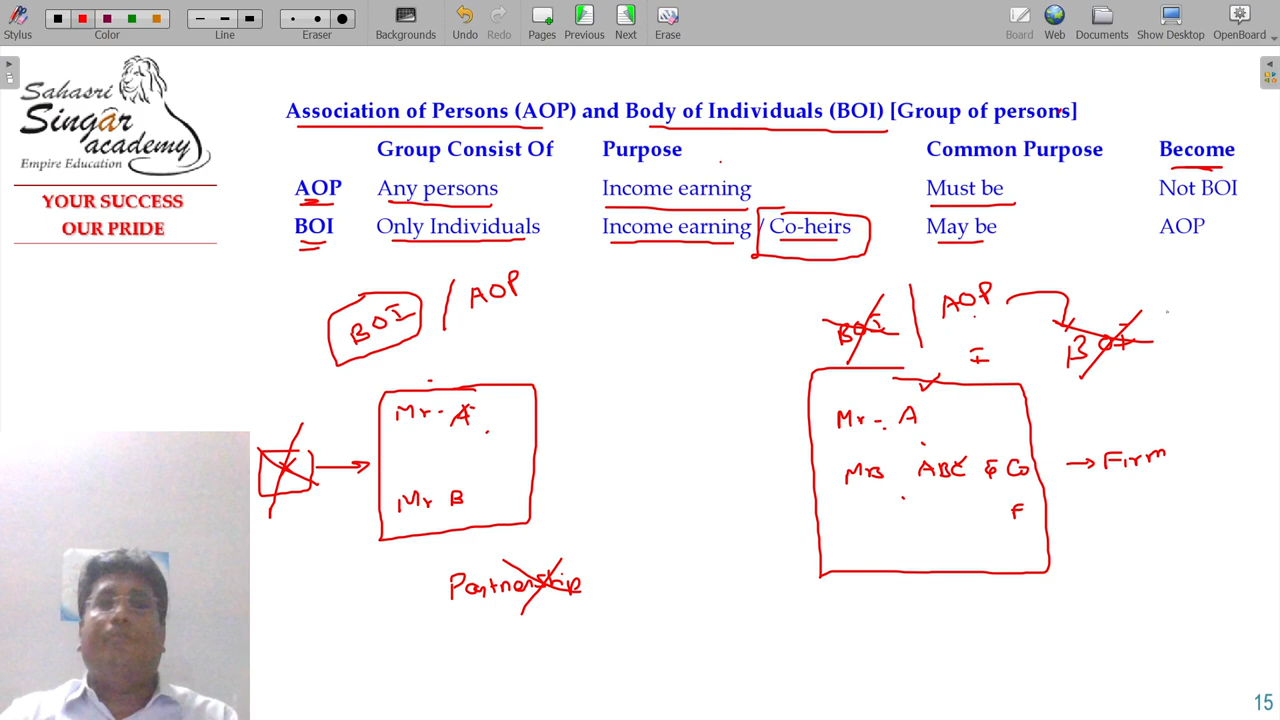 Stylus Color Line Eraser Backgrounds Undo Redo Pages Previous Next Erase Board Web Documents Show Desktop OpenBoard
Sahasri
Singar
academy
Empire Education
YOUR SUCCESS
OUR PRIDE
Association of Persons (AOP) and Body of Individuals (BOI) [Group of persons]
Group Consist Of Purpose Common Purpose Become
AOP Any persons Income earning Must be Not BOI
BOI Only Individuals Income earning / Co-heirs May be AOP
BOI / AOP
BOI | AOP BOI
I
Mr - A
Mr B
Partnership
Mr - A
Mr B ABC & Co → Firm
F
15